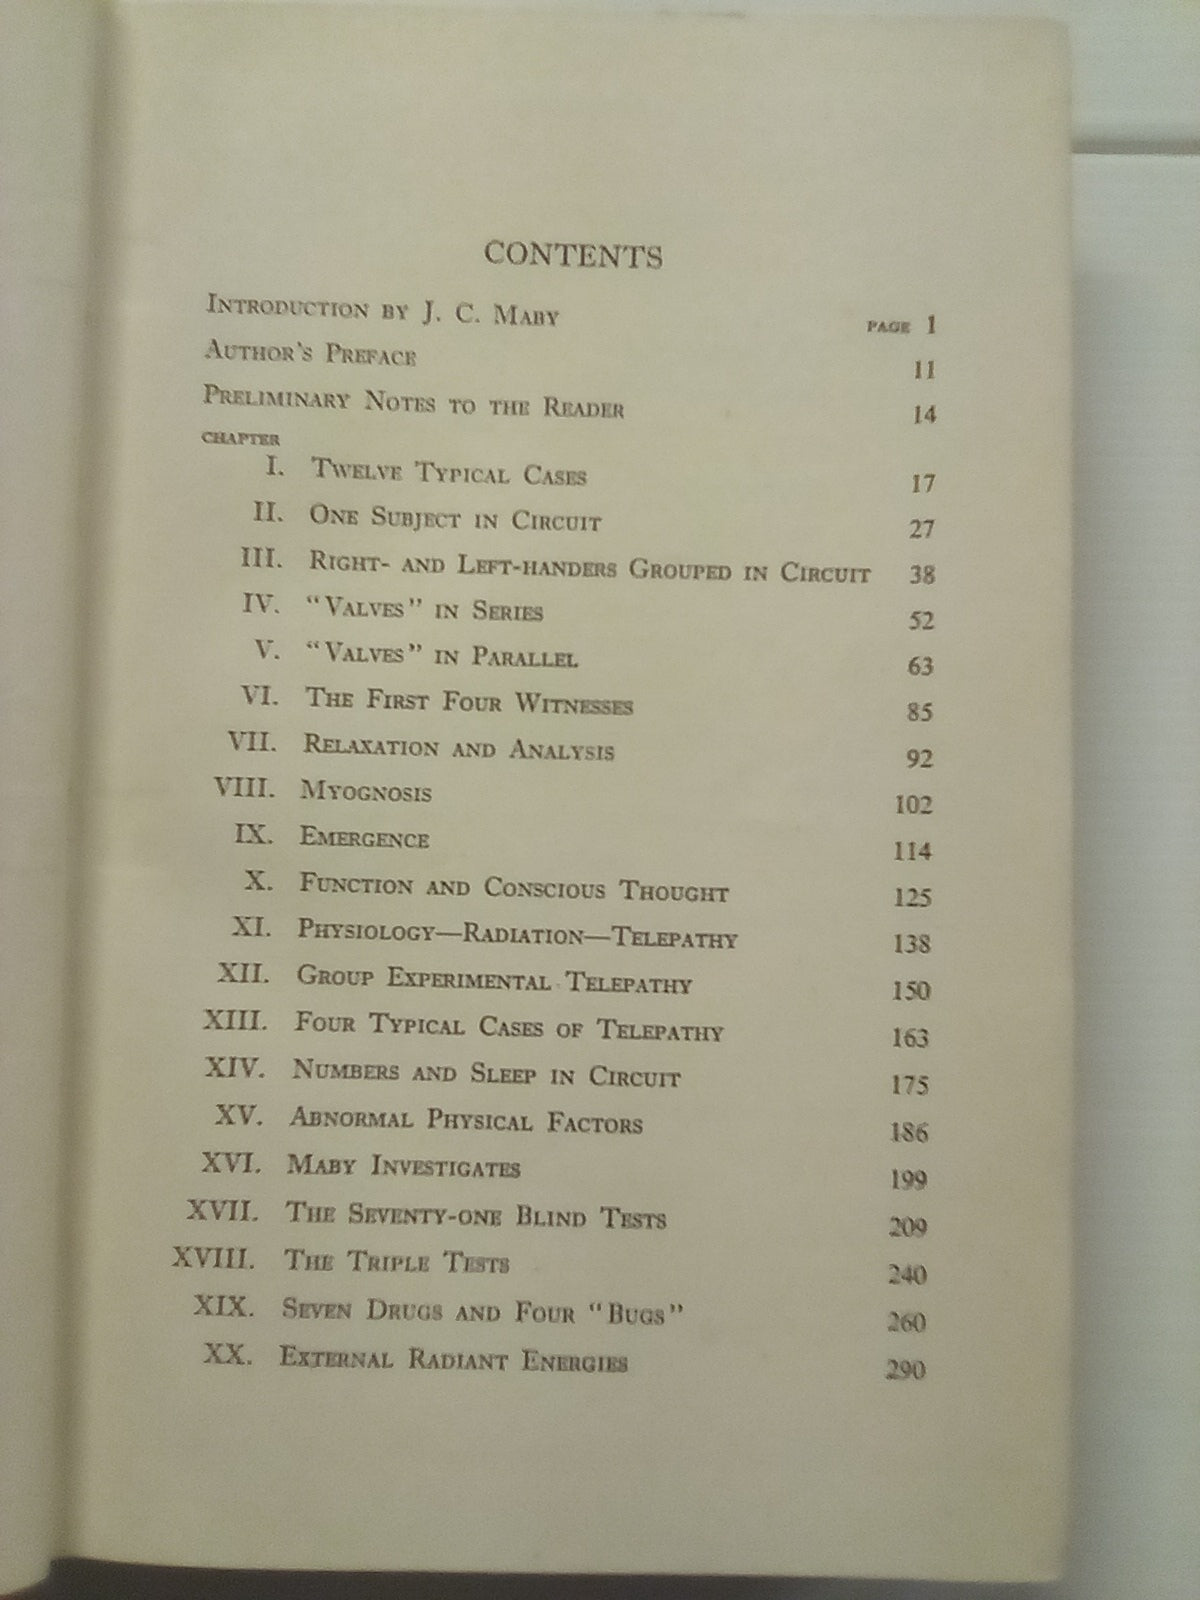 CONTENTS
INTRODUCTION BY J. C. MABY PAGE 1
AUTHOR'S PREFACE 11
PRELIMINARY NOTES TO THE READER 14
CHAPTER
I. TWELVE TYPICAL CASES 17
II. ONE SUBJECT IN CIRCUIT 27
III. RIGHT- AND LEFT-HANDERS GROUPED IN CIRCUIT 38
IV. "VALVES" IN SERIES 52
V. "VALVES" IN PARALLEL 63
VI. THE FIRST FOUR WITNESSES 85
VII. RELAXATION AND ANALYSIS 92
VIII. MYOGNOSIS 102
IX. EMERGENCE 114
X. FUNCTION AND CONSCIOUS THOUGHT 125
XI. PHYSIOLOGY—RADIATION—TELEPATHY 138
XII. GROUP EXPERIMENTAL TELEPATHY 150
XIII. FOUR TYPICAL CASES OF TELEPATHY 163
XIV. NUMBERS AND SLEEP IN CIRCUIT 175
XV. ABNORMAL PHYSICAL FACTORS 186
XVI. MABY INVESTIGATES 199
XVII. THE SEVENTY-ONE BLIND TESTS 209
XVIII. THE TRIPLE TESTS 240
XIX. SEVEN DRUGS AND FOUR "BUGS" 260
XX. EXTERNAL RADIANT ENERGIES 290